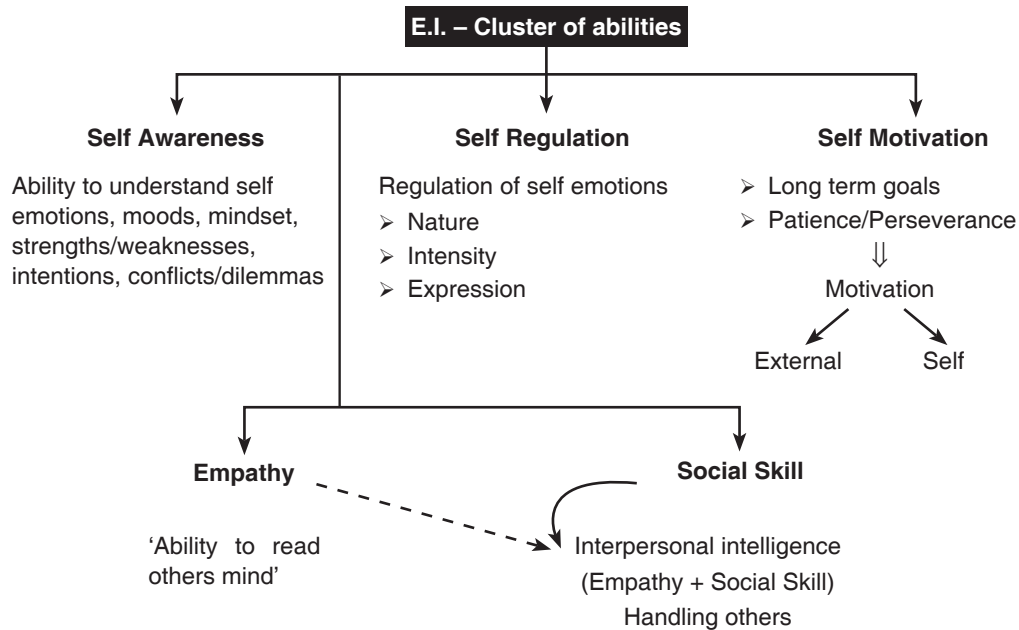 E.I. – Cluster of abilities
Self Awareness
Ability to understand self
emotions, moods, mindset,
strengths/weaknesses,
intentions, conflicts/dilemmas
Self Regulation
Regulation of self emotions
➢ Nature
➢ Intensity
➢ Expression
Self Motivation
➢ Long term goals
➢ Patience/Perseverance
⇓
Motivation
External
Self
Empathy
‘Ability to read
others mind’
Social Skill
Interpersonal intelligence
(Empathy + Social Skill)
Handling others